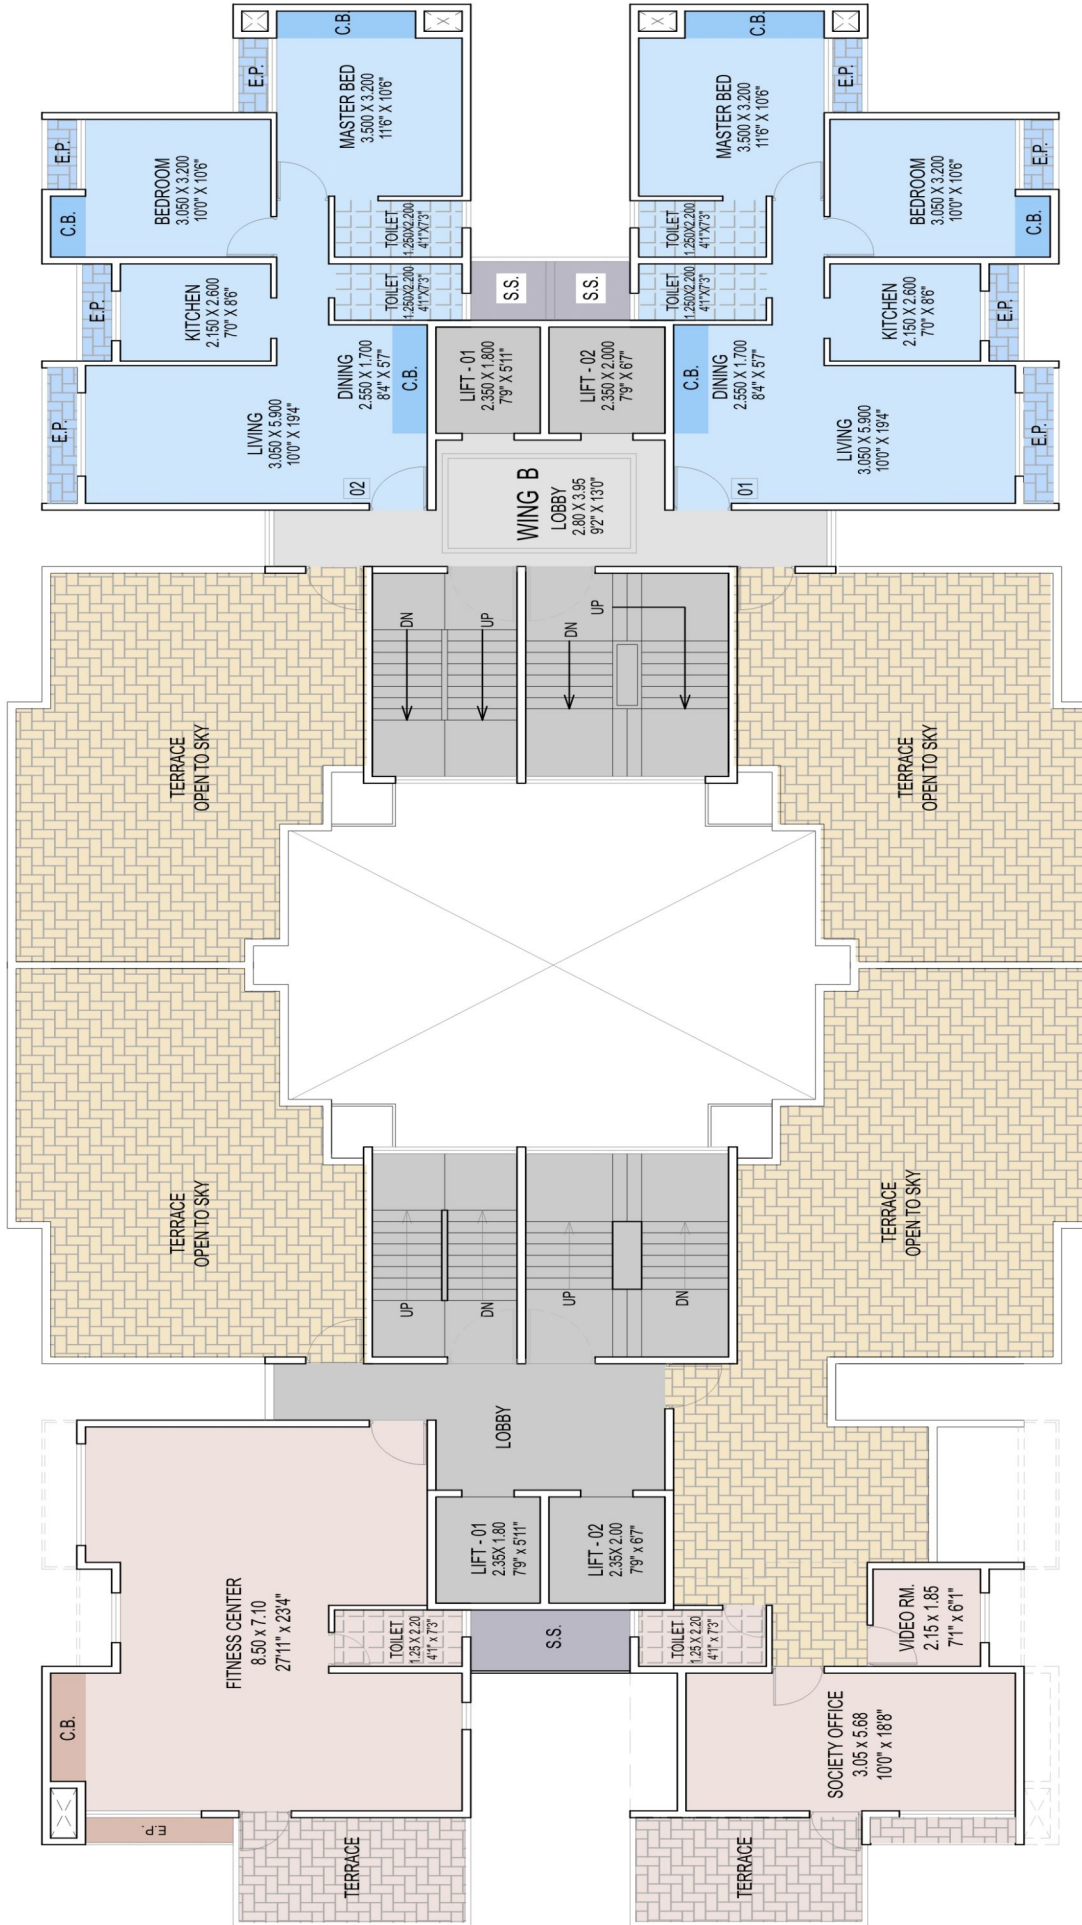 C.B.
E.P.
MASTER BED
3.500 X 3.200
11'6" X 10'6"
E.P.
BEDROOM
3.050 X 3.200
10'0" X 10'6"
C.B.
TOILET
1.250X2.200
4'1"X7'3"
TOILET
1.250X2.200
4'1"X7'3"
E.P.
KITCHEN
2.150 X 2.600
7'0" X 8'6"
DINING
2.550 X 1.700
8'4" X 5'7"
C.B.
E.P.
LIVING
3.050 X 5.900
10'0" X 19'4"
02
C.B.
E.P.
MASTER BED
3.500 X 3.200
11'6" X 10'6"
E.P.
BEDROOM
3.050 X 3.200
10'0" X 10'6"
C.B.
TOILET
1.250X2.200
4'1"X7'3"
TOILET
1.250X2.200
4'1"X7'3"
E.P.
KITCHEN
2.150 X 2.600
7'0" X 8'6"
DINING
2.550 X 1.700
8'4" X 5'7"
C.B.
E.P.
LIVING
3.050 X 5.900
10'0" X 19'4"
01
S.S.
S.S.
LIFT - 01
2.350 X 1.800
7'9" X 5'11"
LIFT - 02
2.350 X 2.000
7'9" X 6'7"
WING B
LOBBY
2.80 X 3.95
9'2" X 13'0"
DN
UP
DN
UP
TERRACE
OPEN TO SKY
TERRACE
OPEN TO SKY
TERRACE
OPEN TO SKY
TERRACE
OPEN TO SKY
UP
DN
UP
DN
LOBBY
LIFT - 01
2.35X 1.80
7'9" x 5'11"
LIFT - 02
2.35X 2.00
7'9" x 6'7"
S.S.
FITNESS CENTER
8.50 x 7.10
27'11" x 23'4"
TOILET
1.25 X 2.20
4'1" x 7'3"
C.B.
E.P.
TERRACE
TOILET
1.25 X 2.20
4'1" x 7'3"
VIDEO RM.
2.15 x 1.85
7'1" x 6'1"
SOCIETY OFFICE
3.05 x 5.68
10'0" x 18'8"
TERRACE